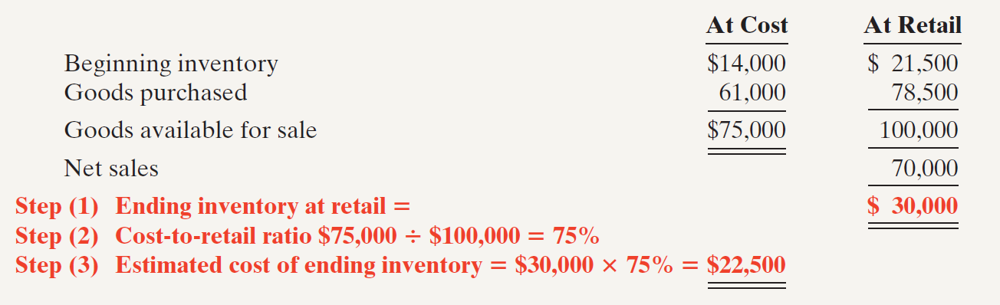 At Cost At Retail
Beginning inventory $14,000 $ 21,500
Goods purchased 61,000 78,500
Goods available for sale $75,000 100,000
Net sales 70,000
Step (1) Ending inventory at retail = $ 30,000
Step (2) Cost-to-retail ratio $75,000 ÷ $100,000 = 75%
Step (3) Estimated cost of ending inventory = $30,000 × 75% = $22,500